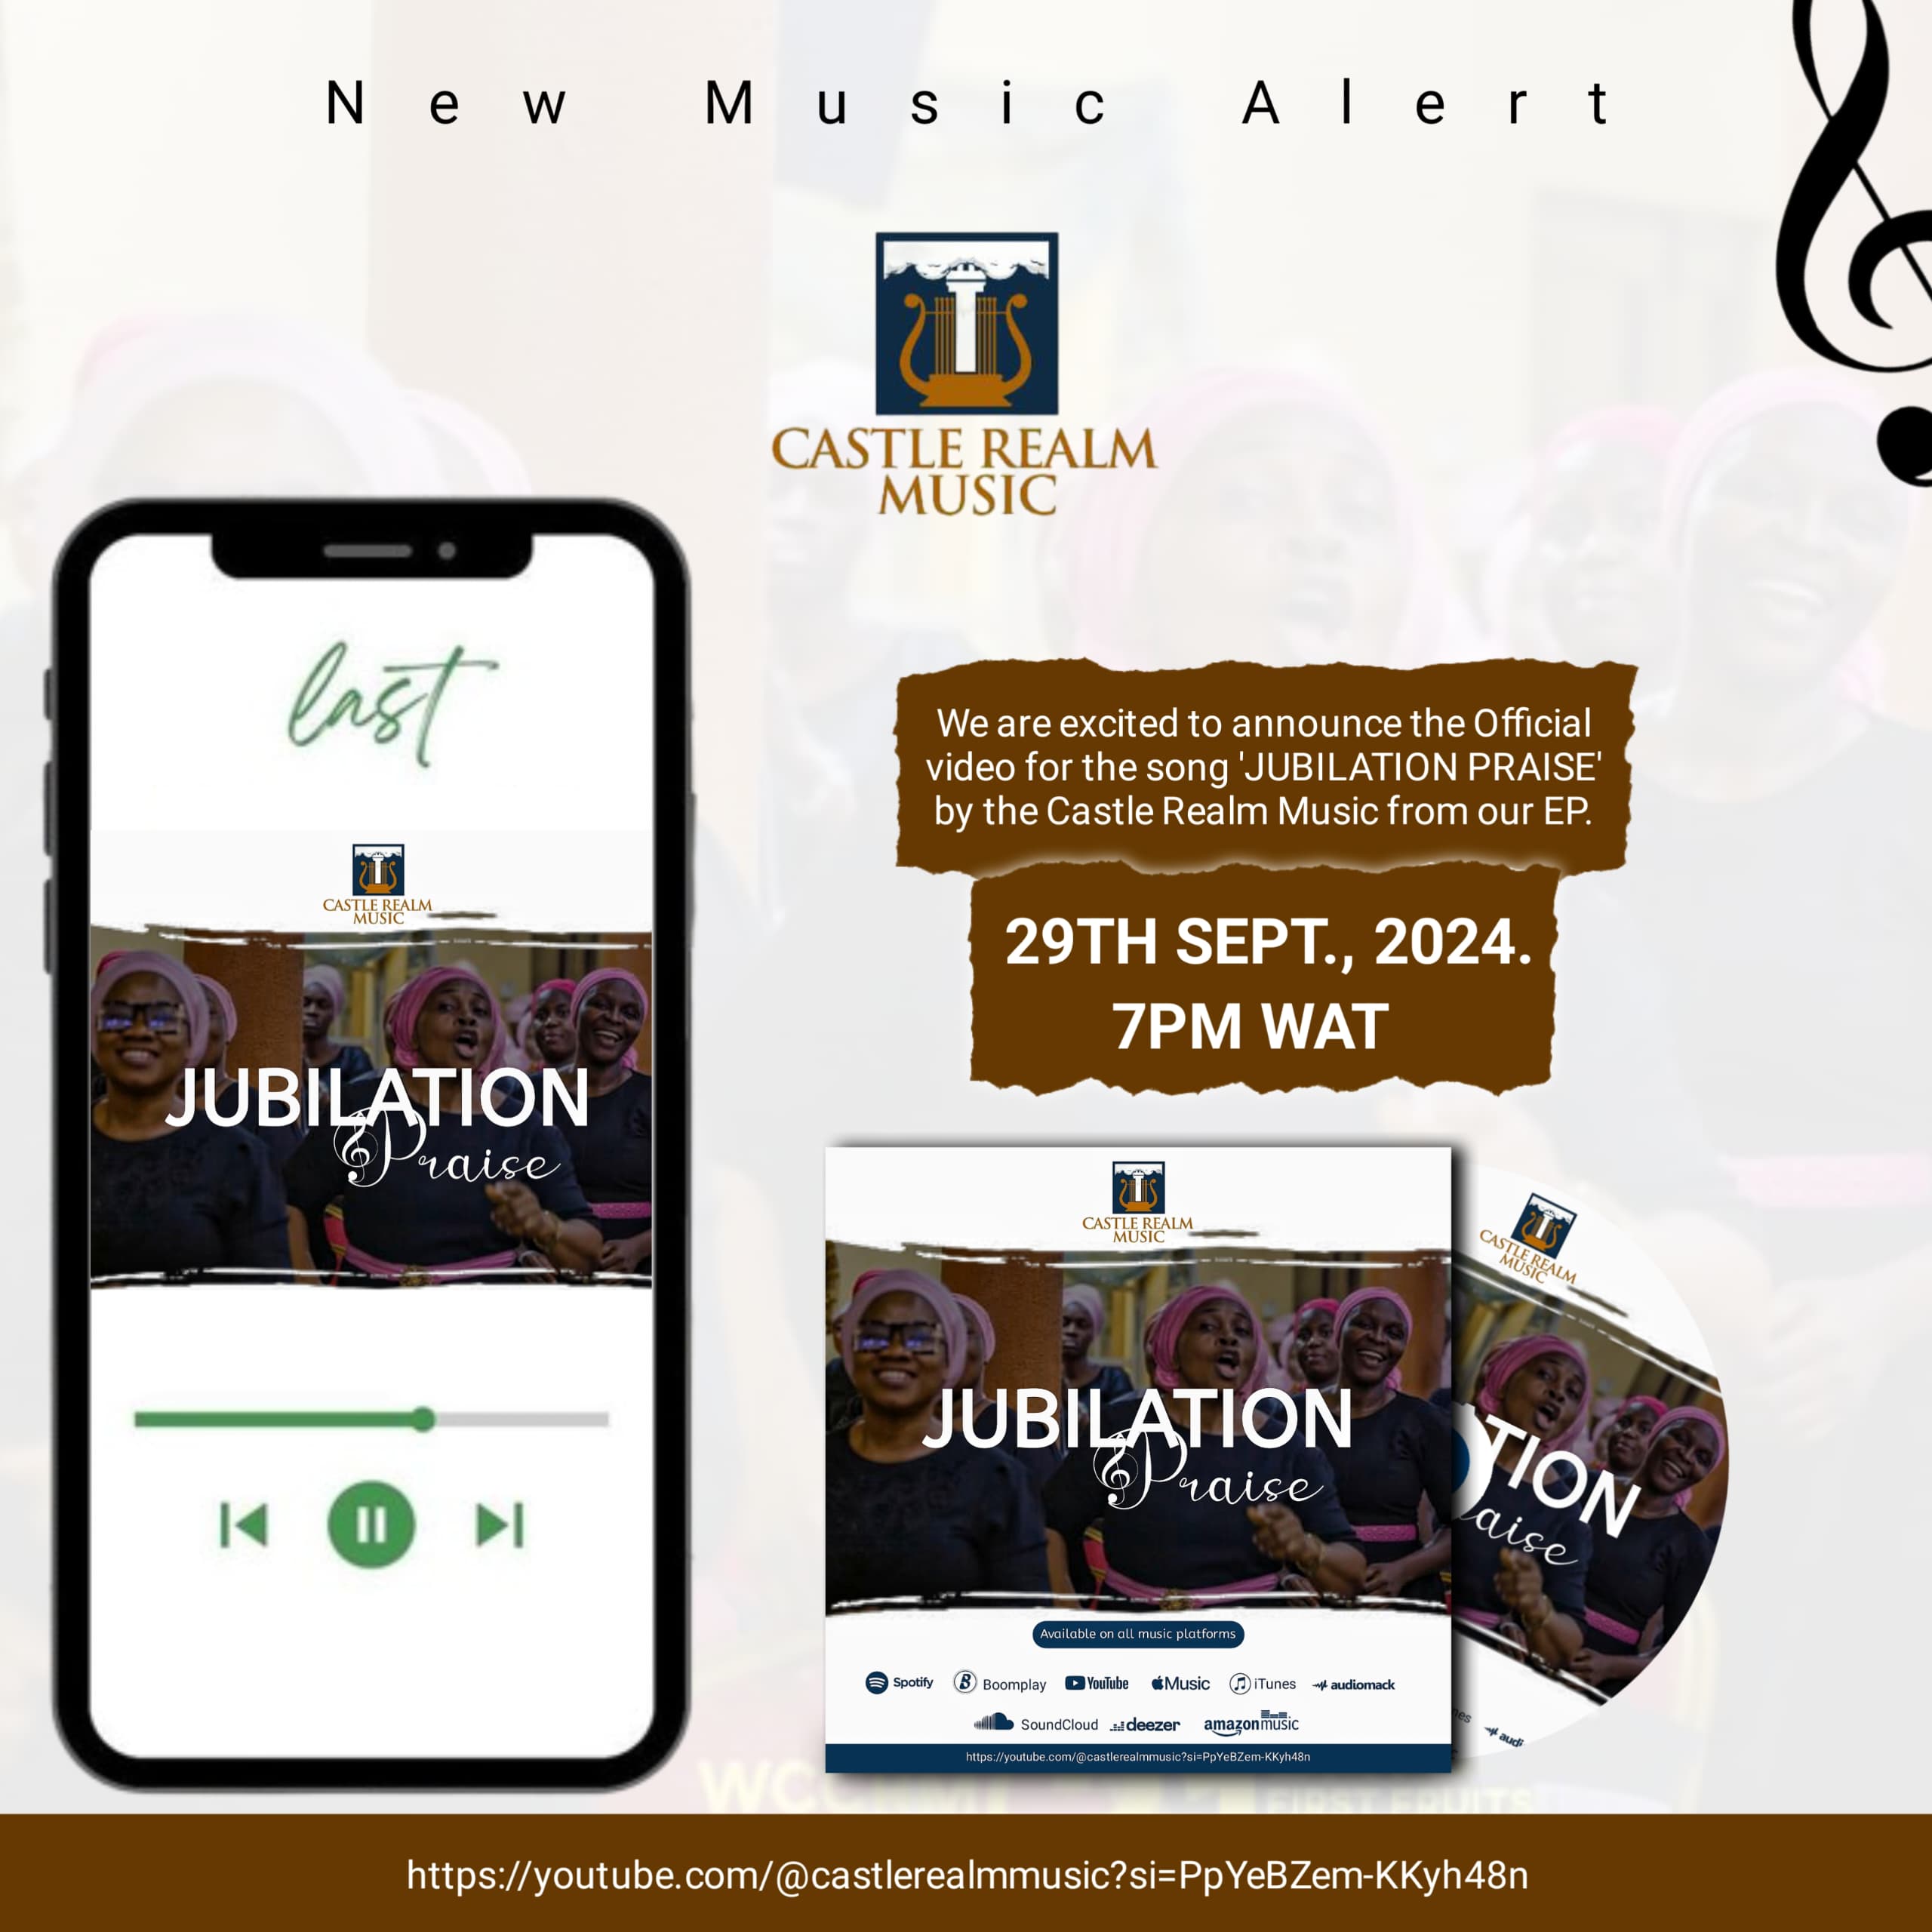 New Music Alert
CASTLE REALM
MUSIC
last
CASTLE REALM
MUSIC
JUBILATION
Praise
We are excited to announce the Official
video for the song 'JUBILATION PRAISE'
by the Castle Realm Music from our EP.
29TH SEPT., 2024.
7PM WAT
CASTLE REALM
MUSIC
JUBILATION
Praise
Available on all music platforms
Spotify Boomplay YouTube Music iTunes audiomack
SoundCloud deezer amazon music
https://youtube.com/@castlerealmmusic?si=PpYeBZem-KKyh48n
CASTLE REALM
MUSIC
TION
aise
audi
FIRST FRUITS
https://youtube.com/@castlerealmmusic?si=PpYeBZem-KKyh48n